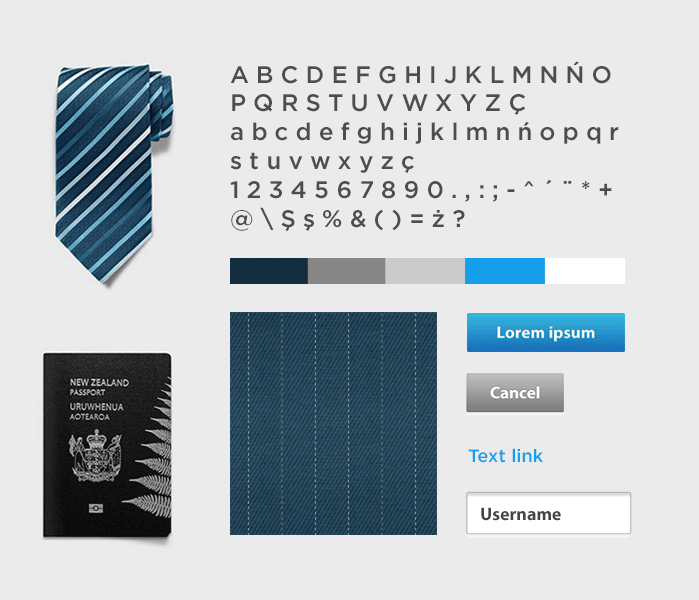 A B C D E F G H I J K L M N Ń O
P Q R S T U V W X Y Z Ç
a b c d e f g h i j k l m n ń o p q r
s t u v w x y z ç
1 2 3 4 5 6 7 8 9 0 . , : ; - ^ ´ ¨ * +
@ \ Ş ş % & ( ) = ż ?
Lorem ipsum
Cancel
Text link
Username
NEW ZEALAND
PASSPORT
URUWHENUA
AOTEAROA